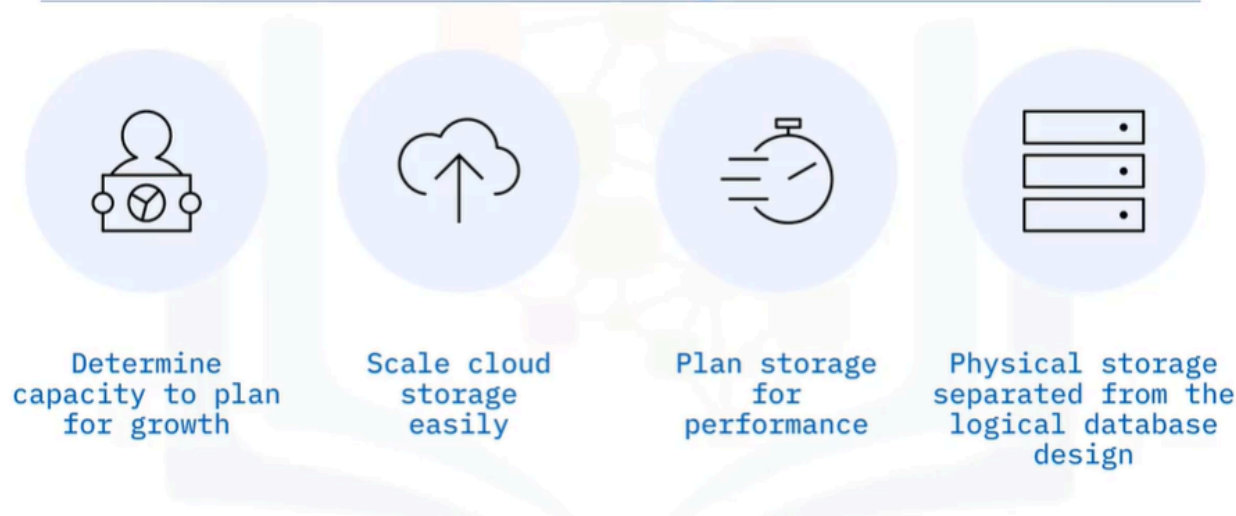 Determine
capacity to plan
for growth
Scale cloud
storage
easily
Plan storage
for
performance
Physical storage
separated from the
logical database
design